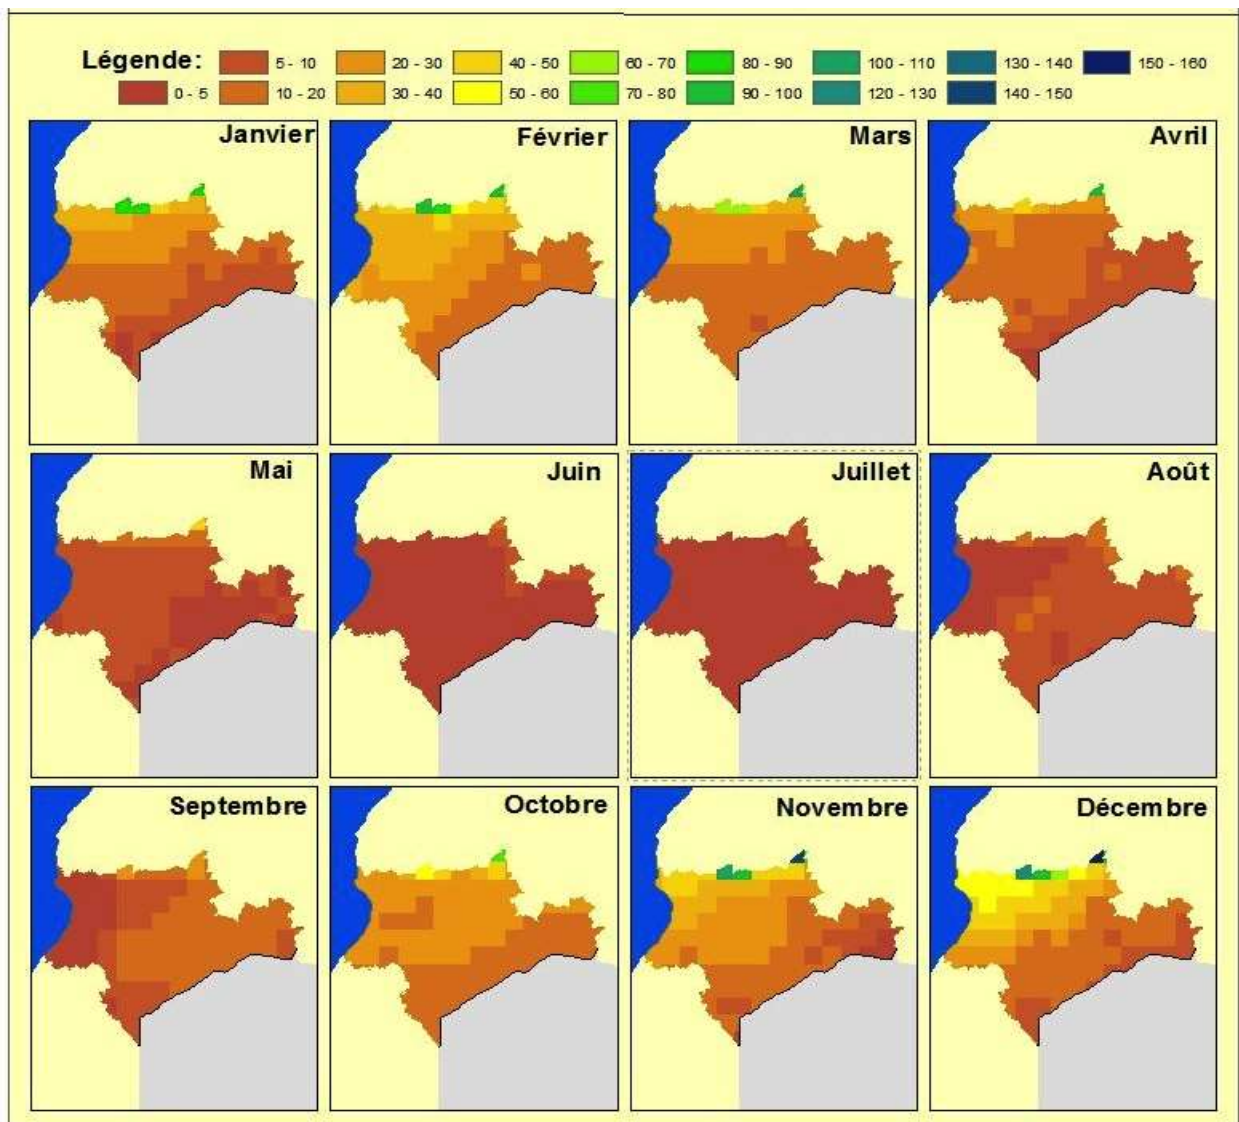 Légende: 5 - 10 20 - 30 40 - 50 60 - 70 80 - 90 100 - 110 130 - 140 150 - 160
0 - 5 10 - 20 30 - 40 50 - 60 70 - 80 90 - 100 120 - 130 140 - 150
Janvier Février Mars Avril
Mai Juin Juillet Août
Septembre Octobre Novembre Décembre